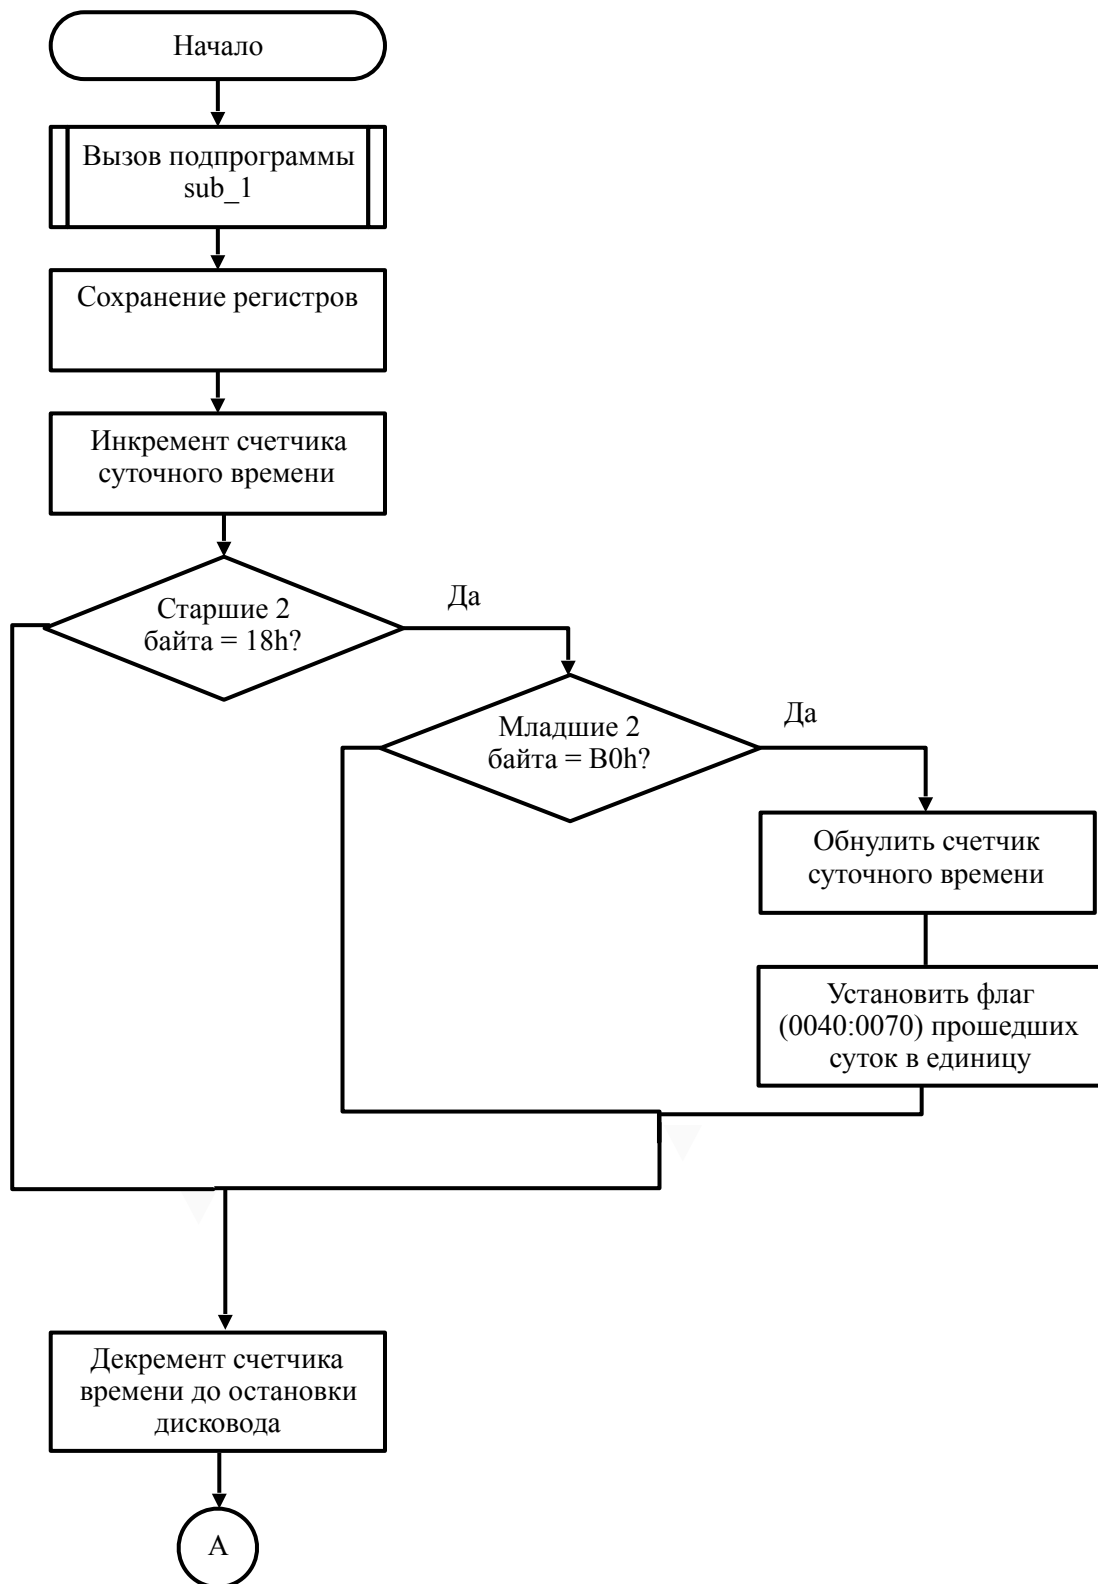 Начало
Вызов подпрограммы
sub_1
Сохранение регистров
Инкремент счетчика
суточного времени
Старшие 2
байта = 18h?
Да
Младшие 2
байта = B0h?
Да
Обнулить счетчик
суточного времени
Установить флаг
(0040:0070) прошедших
суток в единицу
Декремент счетчика
времени до остановки
дисковода
А